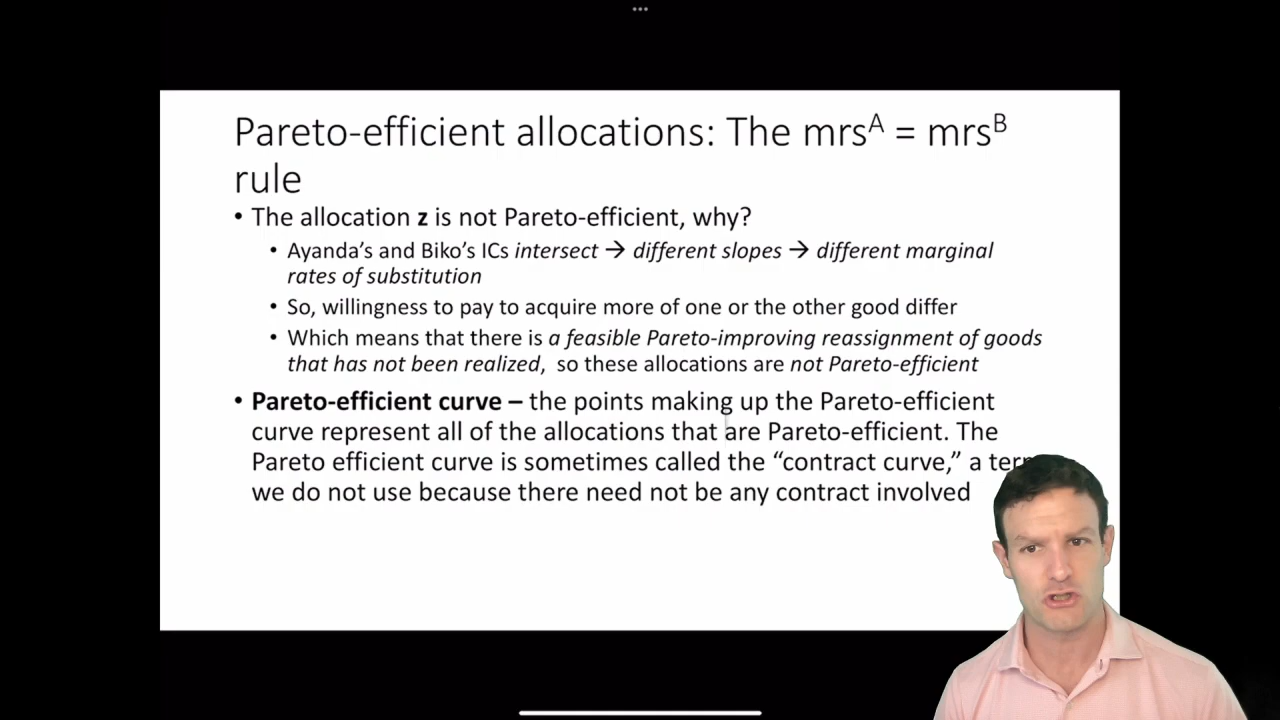 Pareto-efficient allocations: The mrsᴬ = mrsᴮ
rule
• The allocation z is not Pareto-efficient, why?
• Ayanda's and Biko's ICs intersect → different slopes → different marginal
rates of substitution
• So, willingness to pay to acquire more of one or the other good differ
• Which means that there is a feasible Pareto-improving reassignment of goods
that has not been realized, so these allocations are not Pareto-efficient
• Pareto-efficient curve – the points making up the Pareto-efficient
curve represent all of the allocations that are Pareto-efficient. The
Pareto efficient curve is sometimes called the “contract curve,” a term
we do not use because there need not be any contract involved